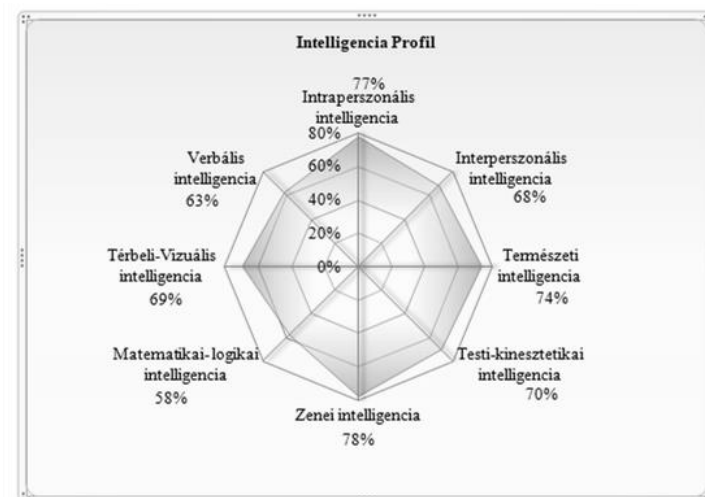 Intelligencia Profil
77%
Intraperszonális
intelligencia
80%
60%
40%
20%
0%
Interperszonális
intelligencia
68%
Természeti
intelligencia
74%
Testi-kinesztetikai
intelligencia
70%
Zenei intelligencia
78%
Matematikai-logikai
intelligencia
58%
Térbeli-Vizuális
intelligencia
69%
Verbális
intelligencia
63%